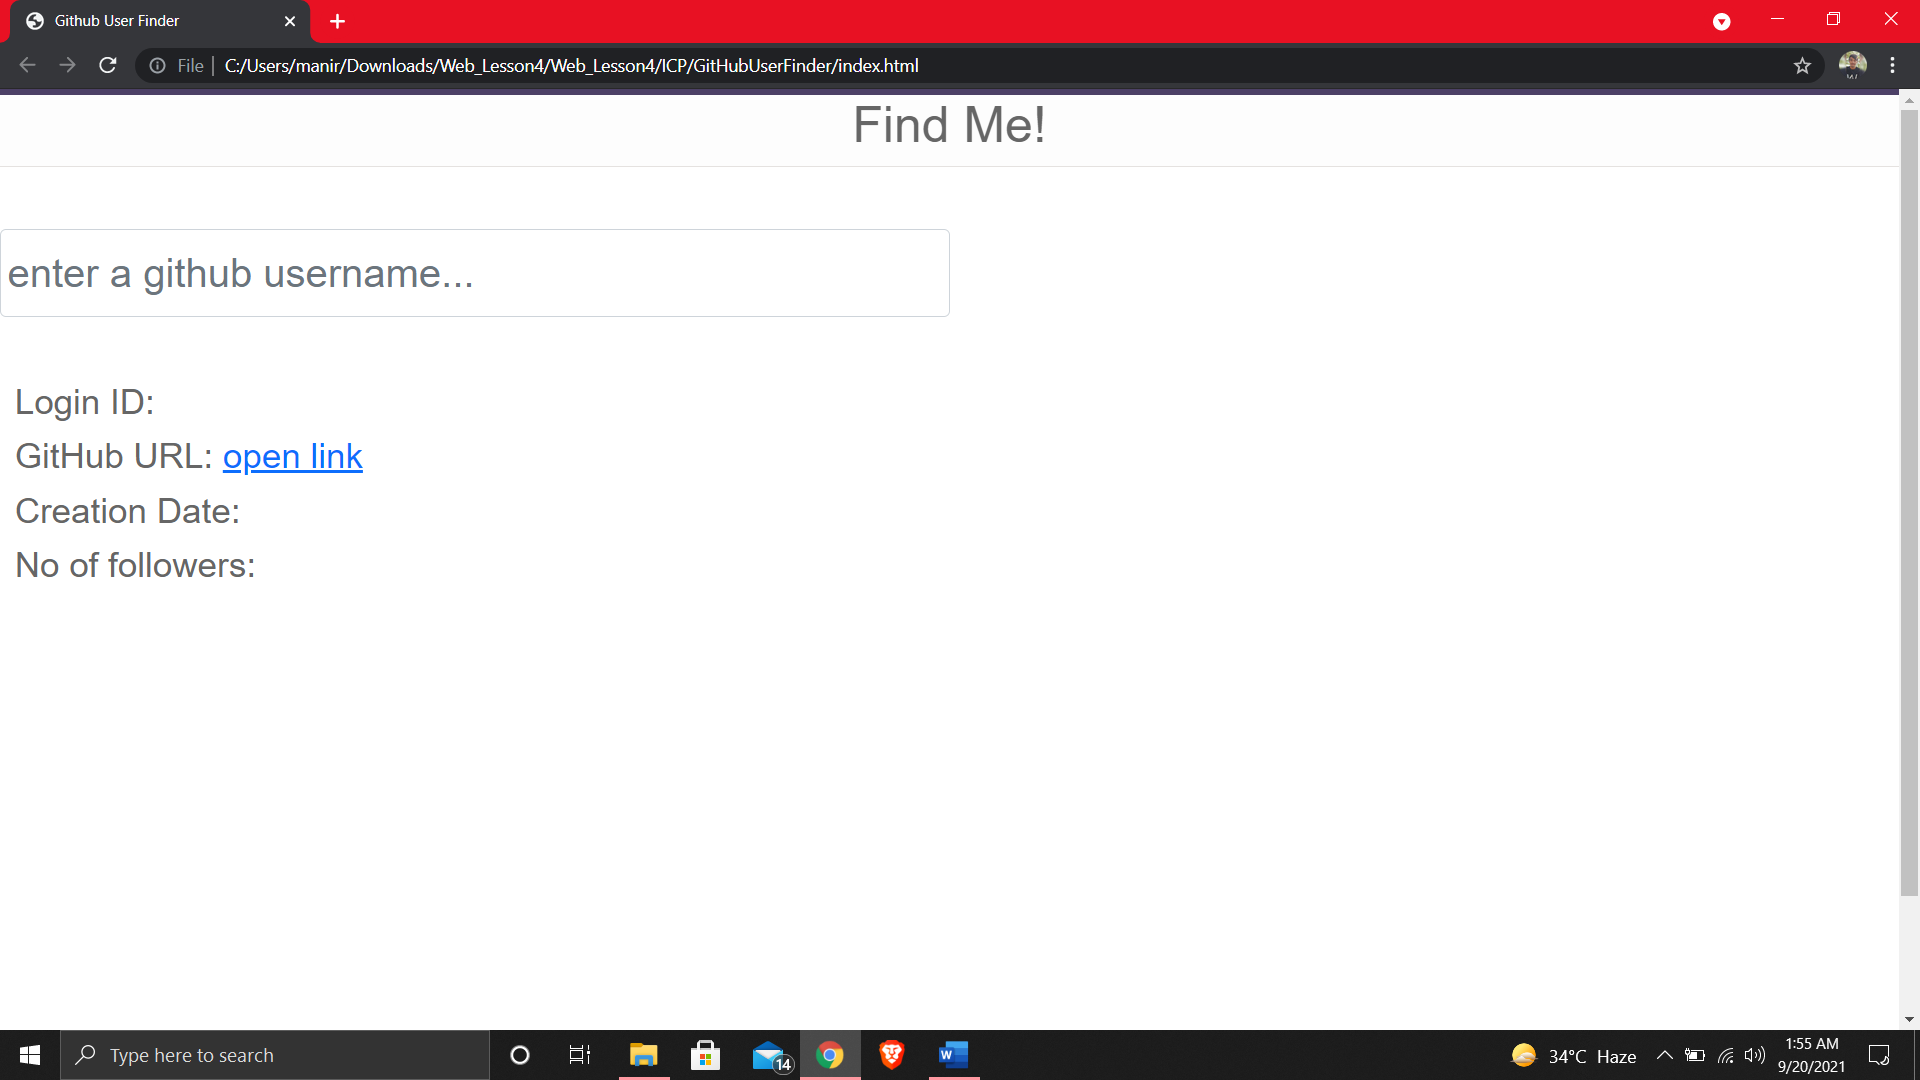 Github User Finder
File | C:/Users/manir/Downloads/Web_Lesson4/Web_Lesson4/ICP/GitHubUserFinder/index.html
Find Me!
enter a github username...
Login ID:
GitHub URL: open link
Creation Date:
No of followers:
Type here to search
14
W
34°C Haze
1:55 AM
9/20/2021